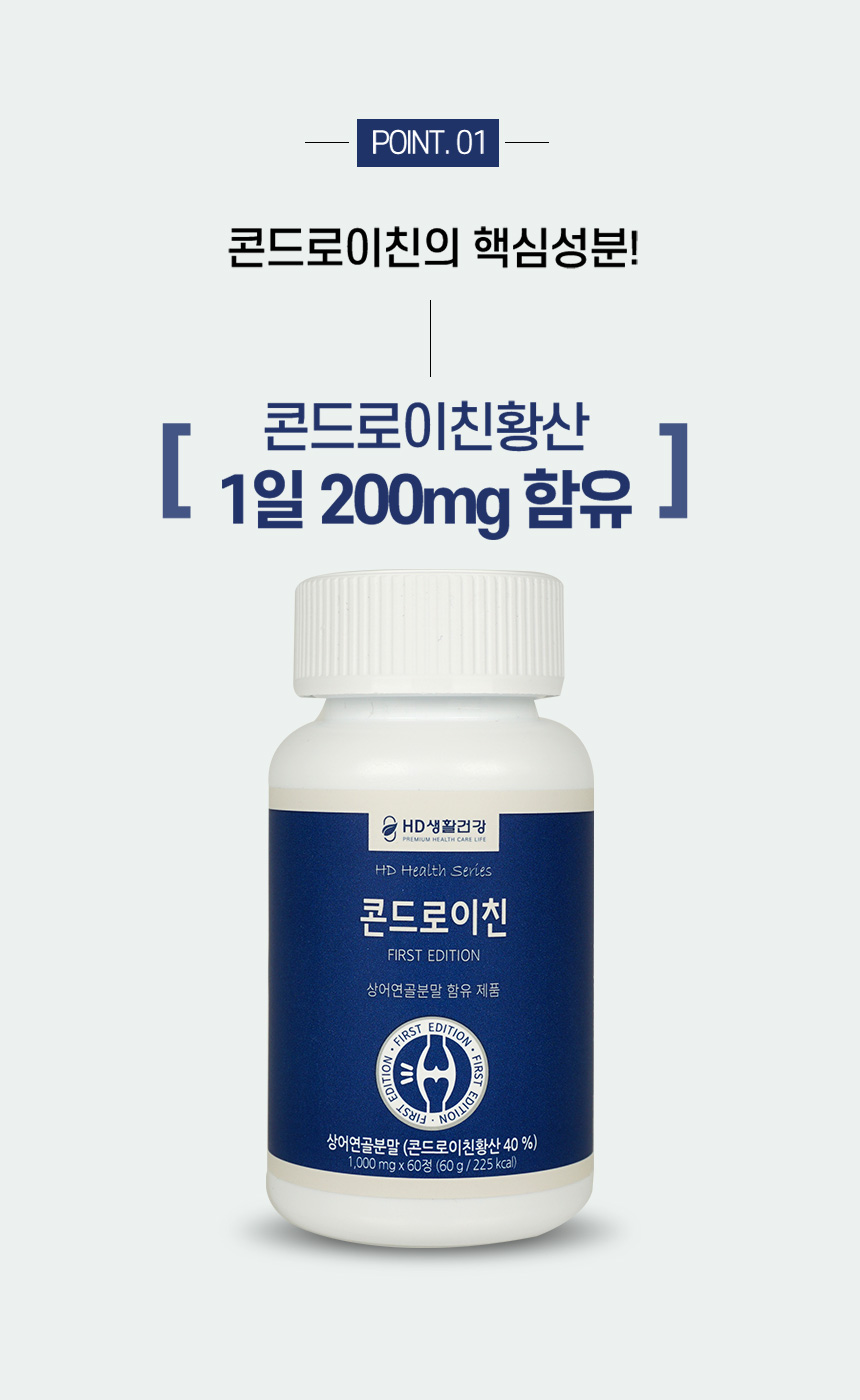 POINT. 01
콘드로이친의 핵심성분!
[ 콘드로이친황산
1일 200mg 함유 ]
HD생활건강
PREMIUM HEALTH CARE LIFE
HD Health Series
콘드로이친
FIRST EDITION
상어연골분말 함유 제품
FIRST EDITION · FIRST EDITION · FIRST EDITION ·
상어연골분말 (콘드로이친황산 40 %)
1,000 mg x 60정 (60 g / 225 kcal)